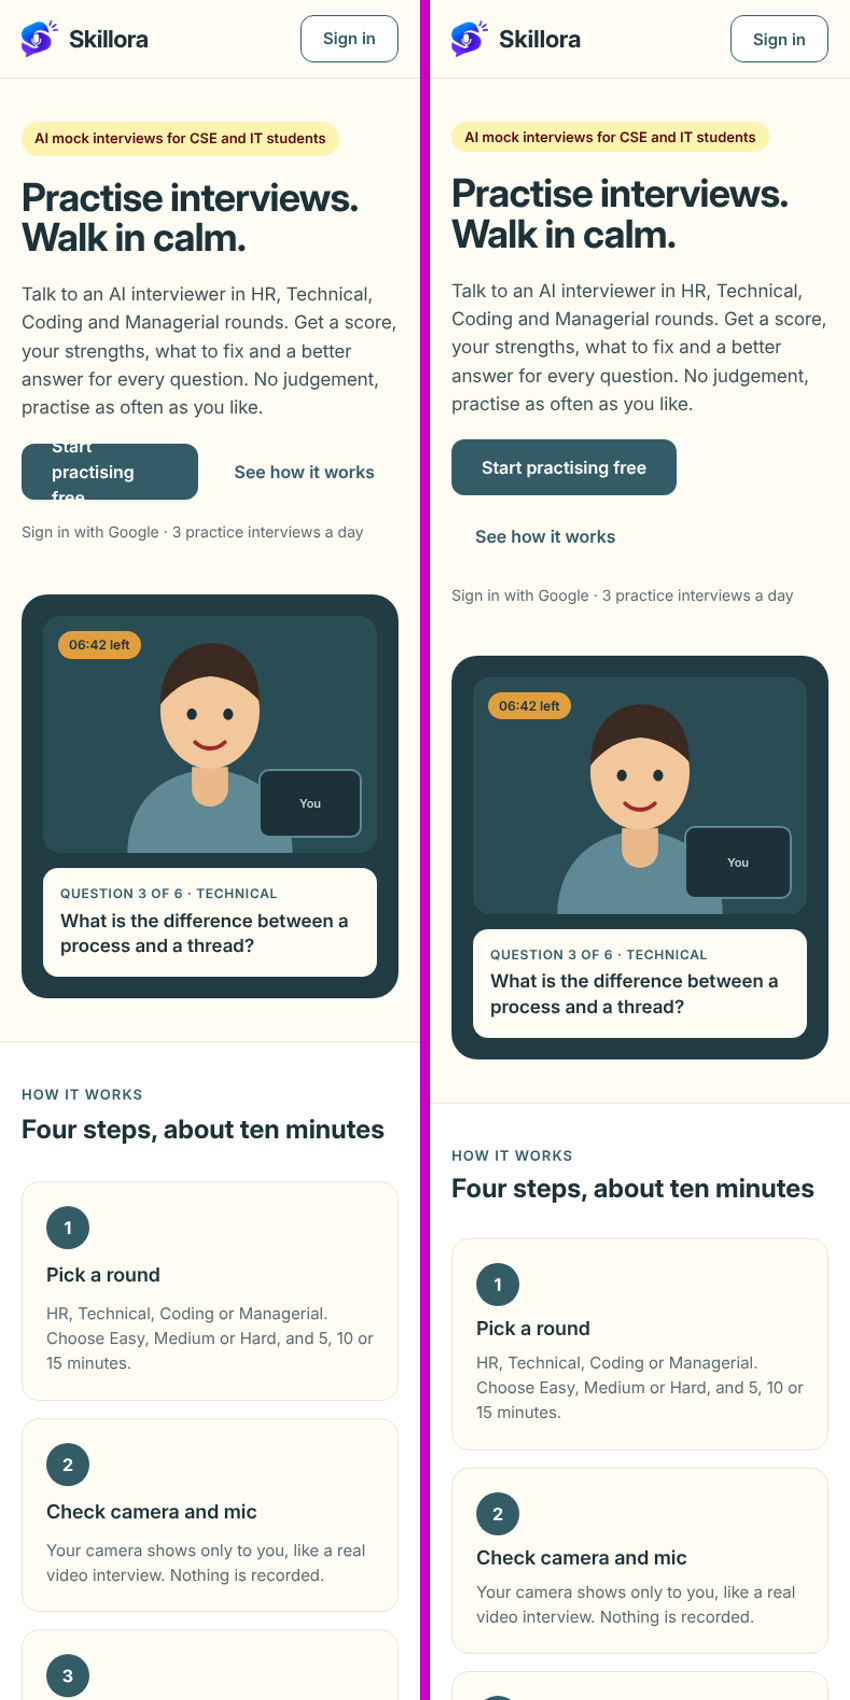 Skillora
Sign in
AI mock interviews for CSE and IT students
Practise interviews.
Walk in calm.
Talk to an AI interviewer in HR, Technical,
Coding and Managerial rounds. Get a score,
your strengths, what to fix and a better
answer for every question. No judgement,
practise as often as you like.
Start
practising
free
See how it works
Sign in with Google · 3 practice interviews a day
06:42 left
You
QUESTION 3 OF 6 · TECHNICAL
What is the difference between a
process and a thread?
HOW IT WORKS
Four steps, about ten minutes
1
Pick a round
HR, Technical, Coding or Managerial.
Choose Easy, Medium or Hard, and 5, 10 or
15 minutes.
2
Check camera and mic
Your camera shows only to you, like a real
video interview. Nothing is recorded.
3
Skillora
Sign in
AI mock interviews for CSE and IT students
Practise interviews.
Walk in calm.
Talk to an AI interviewer in HR, Technical,
Coding and Managerial rounds. Get a score,
your strengths, what to fix and a better
answer for every question. No judgement,
practise as often as you like.
Start practising free
See how it works
Sign in with Google · 3 practice interviews a day
06:42 left
You
QUESTION 3 OF 6 · TECHNICAL
What is the difference between a
process and a thread?
HOW IT WORKS
Four steps, about ten minutes
1
Pick a round
HR, Technical, Coding or Managerial.
Choose Easy, Medium or Hard, and 5, 10 or
15 minutes.
2
Check camera and mic
Your camera shows only to you, like a real
video interview. Nothing is recorded.